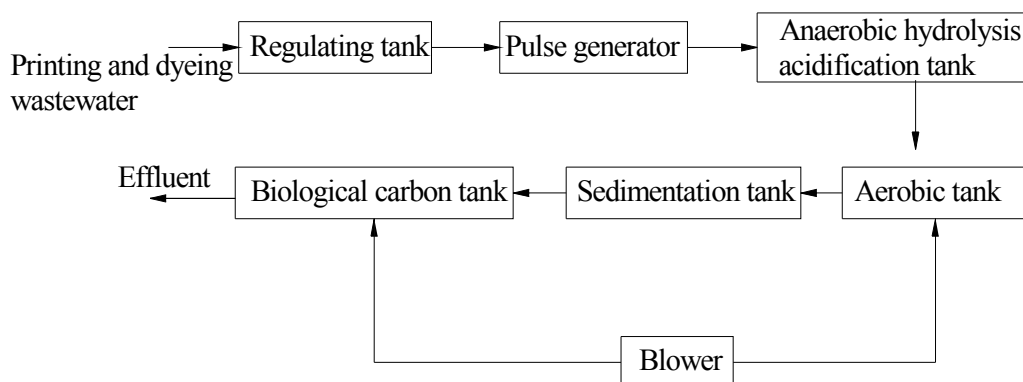 Printing and dyeing
wastewater
Regulating tank
Pulse generator
Anaerobic hydrolysis
acidification tank
Effluent
Biological carbon tank
Sedimentation tank
Aerobic tank
Blower